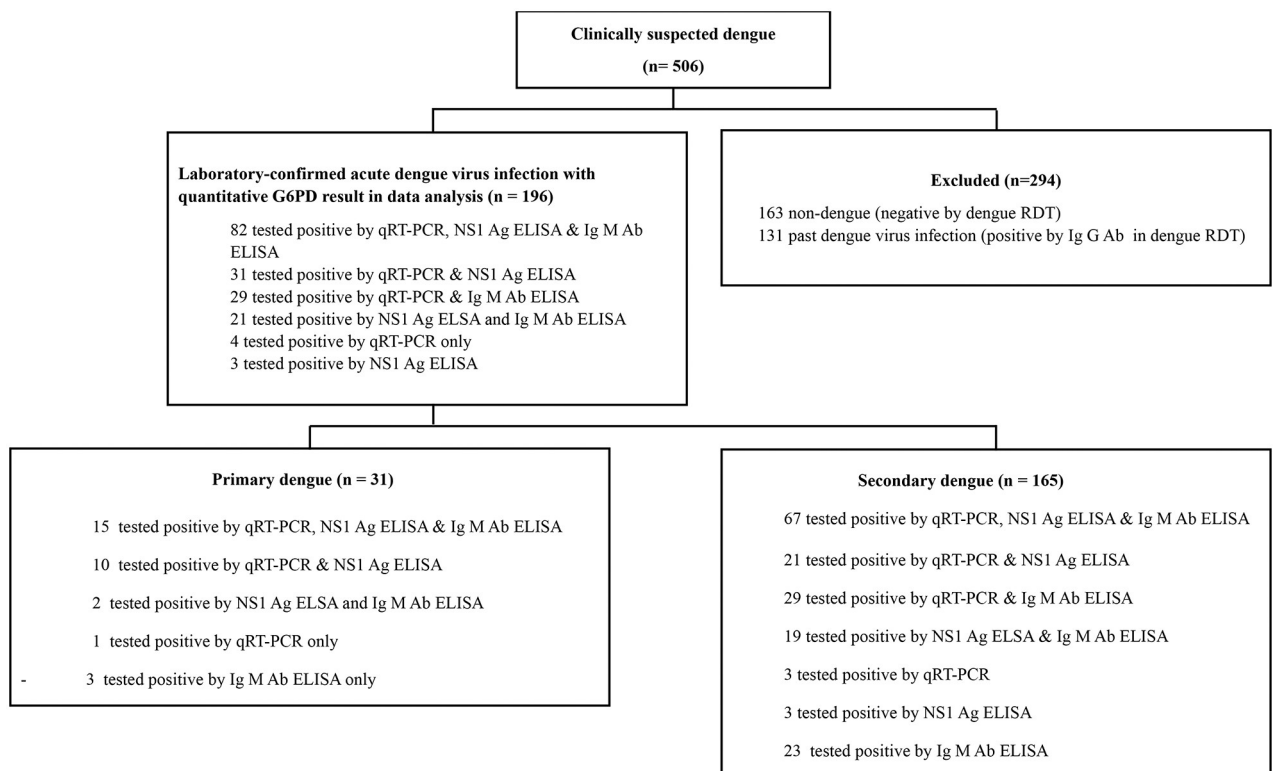 Clinically suspected dengue
(n= 506)
Laboratory-confirmed acute dengue virus infection with
quantitative G6PD result in data analysis (n = 196)
82 tested positive by qRT-PCR, NS1 Ag ELISA & Ig M Ab
ELISA
31 tested positive by qRT-PCR & NS1 Ag ELISA
29 tested positive by qRT-PCR & Ig M Ab ELISA
21 tested positive by NS1 Ag ELSA and Ig M Ab ELISA
4 tested positive by qRT-PCR only
3 tested positive by NS1 Ag ELISA
Excluded (n=294)
163 non-dengue (negative by dengue RDT)
131 past dengue virus infection (positive by Ig G Ab in dengue RDT)
Primary dengue (n = 31)
15 tested positive by qRT-PCR, NS1 Ag ELISA & Ig M Ab ELISA
10 tested positive by qRT-PCR & NS1 Ag ELISA
2 tested positive by NS1 Ag ELSA and Ig M Ab ELISA
1 tested positive by qRT-PCR only
- 3 tested positive by Ig M Ab ELISA only
Secondary dengue (n = 165)
67 tested positive by qRT-PCR, NS1 Ag ELISA & Ig M Ab ELISA
21 tested positive by qRT-PCR & NS1 Ag ELISA
29 tested positive by qRT-PCR & Ig M Ab ELISA
19 tested positive by NS1 Ag ELSA & Ig M Ab ELISA
3 tested positive by qRT-PCR
3 tested positive by NS1 Ag ELISA
23 tested positive by Ig M Ab ELISA